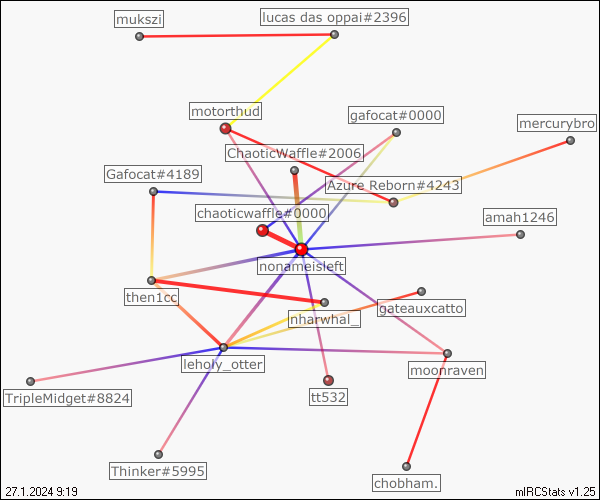 mukszi
lucas das oppai#2396
motorthud
gafocat#0000
mercurybro
ChaoticWaffle#2006
Gafocat#4189
Azure Reborn#4243
chaoticwaffle#0000
amah1246
nonameisleft
then1cc
nharwhal_
gateauxcatto
leholy_otter
moonraven
TripleMidget#8824
tt532
Thinker#5995
chobham.
27.1.2024 9:19
mIRCStats v1.25